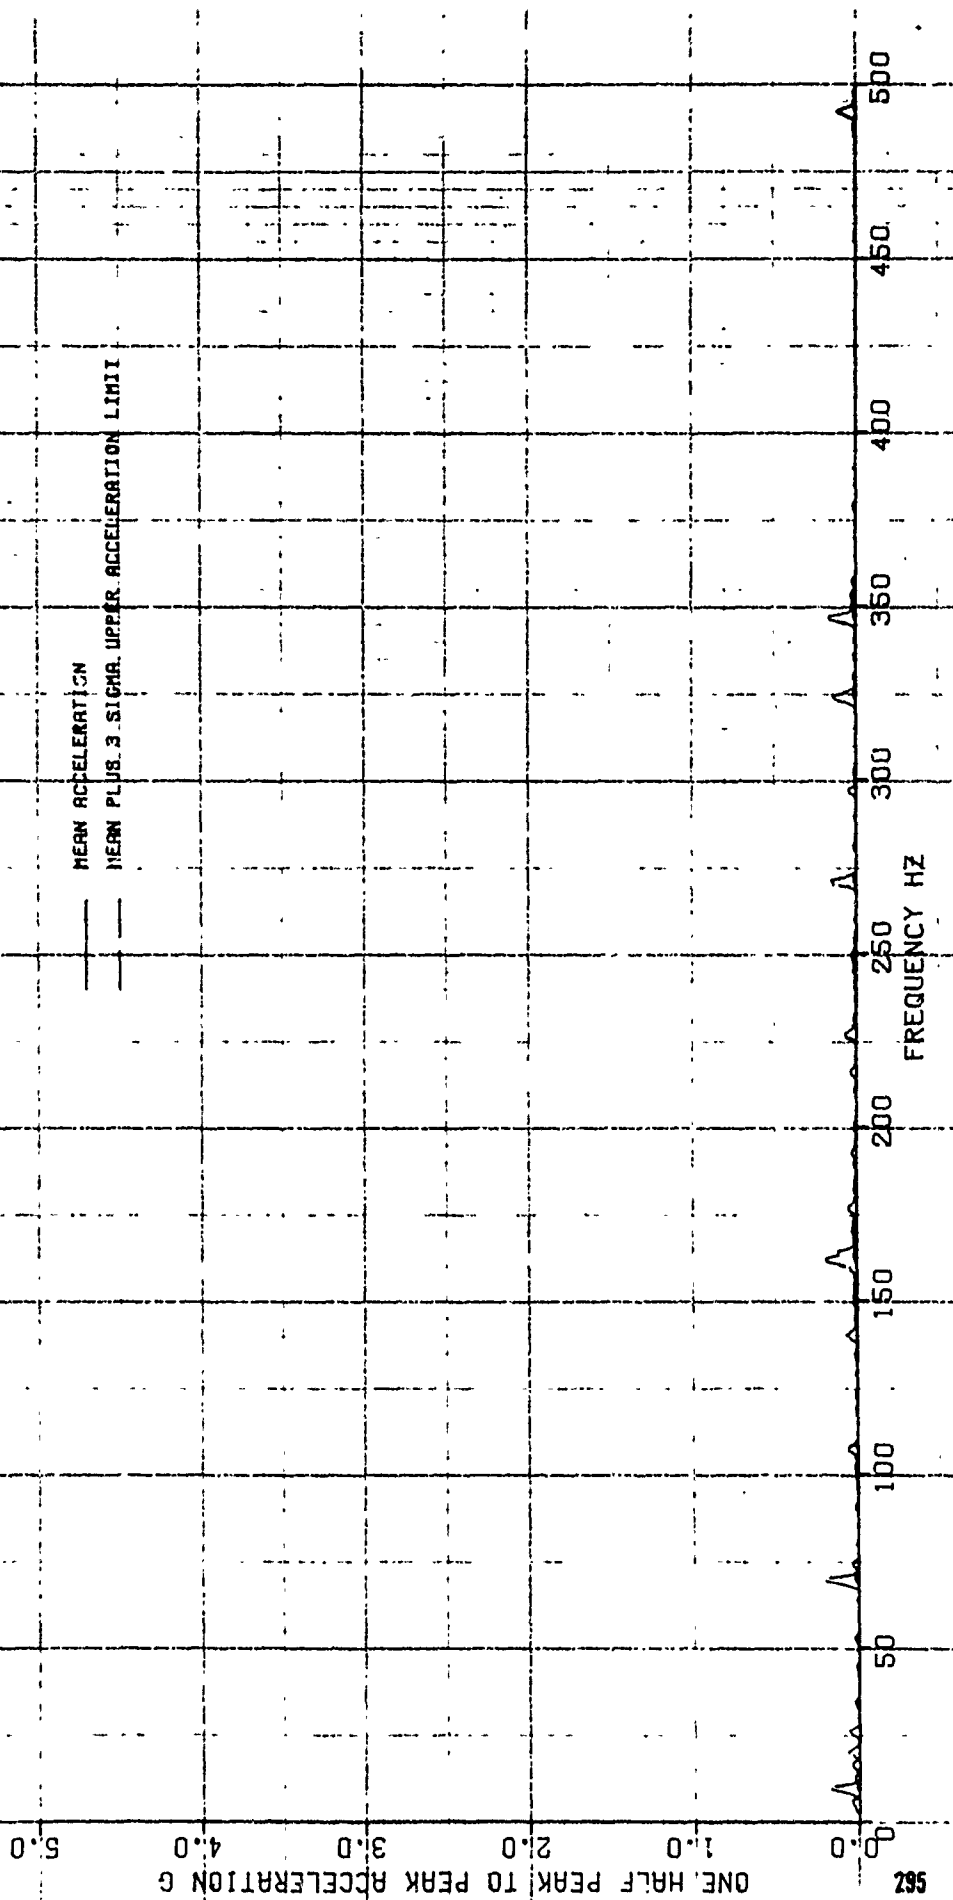 MEAN ACCELERATION
MEAN PLUS 3 SIGMA UPPER ACCELERATION LIMIT
ONE HALF PEAK TO PEAK ACCELERATION G
5.0
4.0
3.0
2.0
1.0
0.0
0 50 100 150 200 250 300 350 400 450 500
FREQUENCY HZ
295